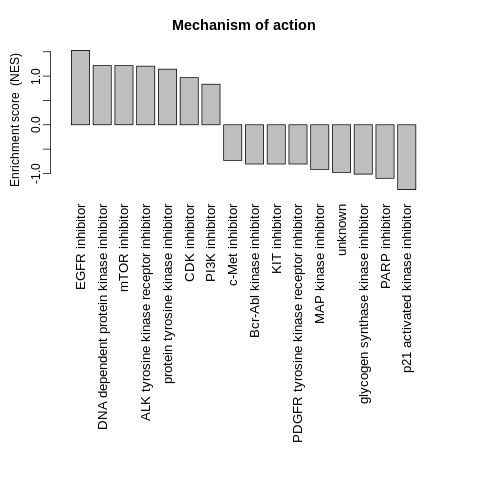 Mechanism of action
Enrichment score (NES)
1.0
0.0
-1.0
EGFR inhibitor
DNA dependent protein kinase inhibitor
mTOR inhibitor
ALK tyrosine kinase receptor inhibitor
protein tyrosine kinase inhibitor
CDK inhibitor
PI3K inhibitor
c-Met inhibitor
Bcr-Abl kinase inhibitor
KIT inhibitor
PDGFR tyrosine kinase receptor inhibitor
MAP kinase inhibitor
unknown
glycogen synthase kinase inhibitor
PARP inhibitor
p21 activated kinase inhibitor